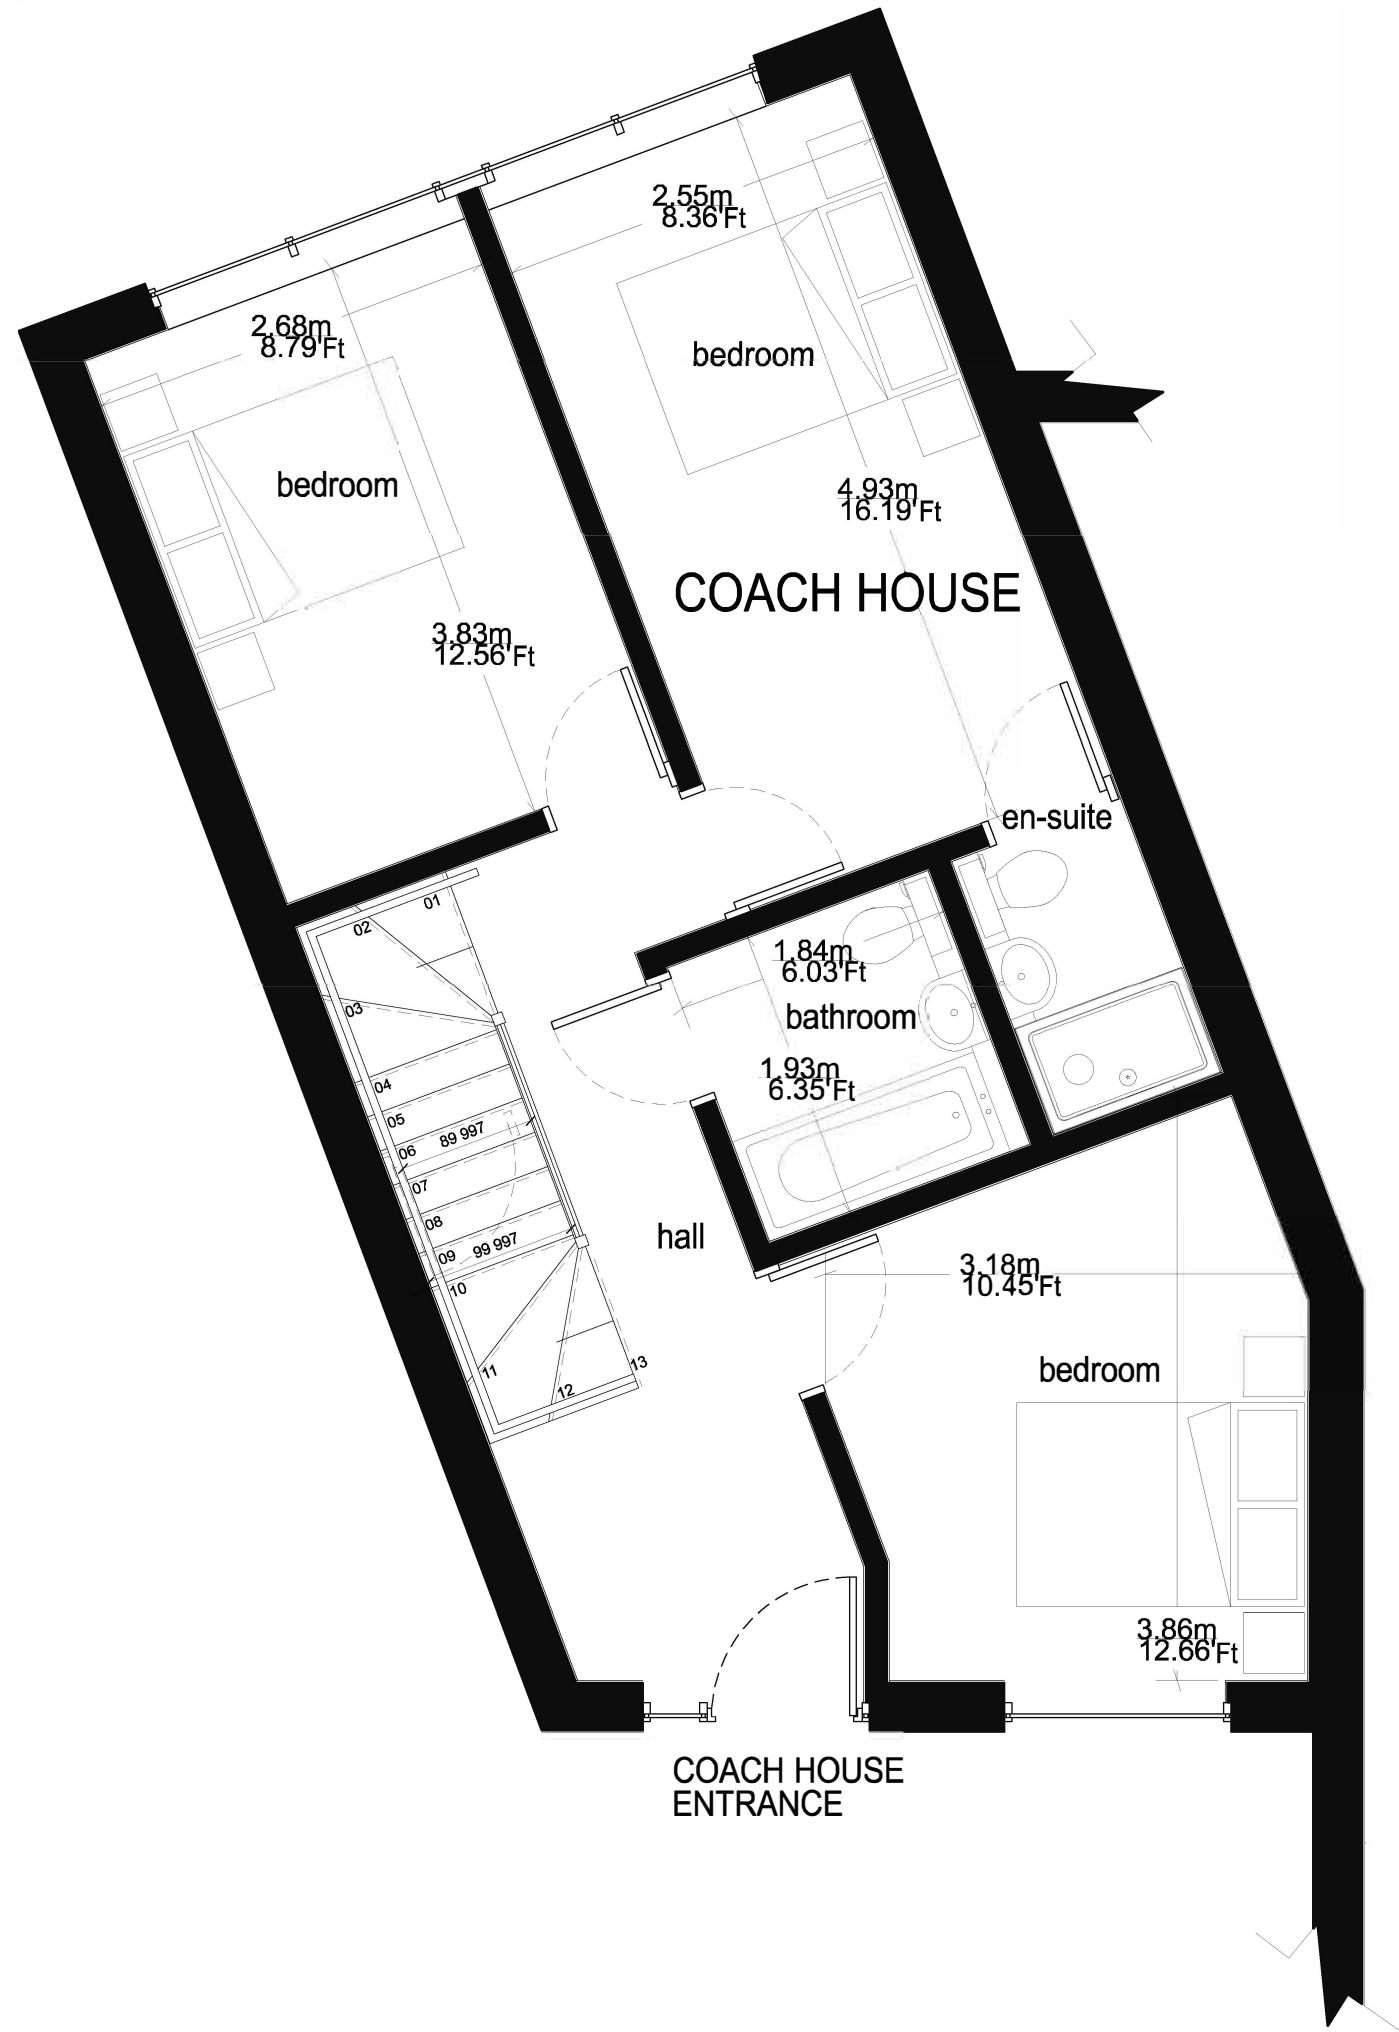 2.55m
8.36'Ft
2.68m
8.79'Ft
bedroom
bedroom
4.93m
16.19'Ft
COACH HOUSE
3.83m
12.56'Ft
en-suite
01
02
03
04
05
06
89 997
07
08
09
99 997
10
11
12
13
1.84m
6.03'Ft
bathroom
1.93m
6.35'Ft
hall
3.18m
10.45'Ft
bedroom
3.86m
12.66'Ft
COACH HOUSE
ENTRANCE